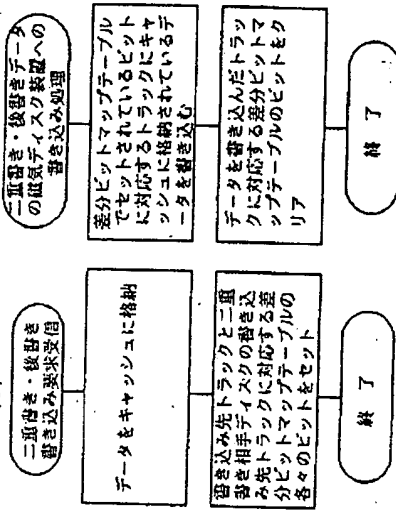 二重書き・後書き
書き込み要求受信
データをキャッシュに格納
書き込み先トラックと二重
書き相手ディスクの書き込
み先トラックに対応する差
分ビットマップテーブルの
各々のビットをセット
終了
二重書き・後書きデータ
の磁気ディスク装置への
書き込み処理
差分ビットマップテーブル
でセットされているビット
に対応するトラックにキャ
ッシュに格納されているデ
ータを書き込む
データを書き込んだトラッ
クに対応する差分ビットマ
ップテーブルのビットをク
リア
終了